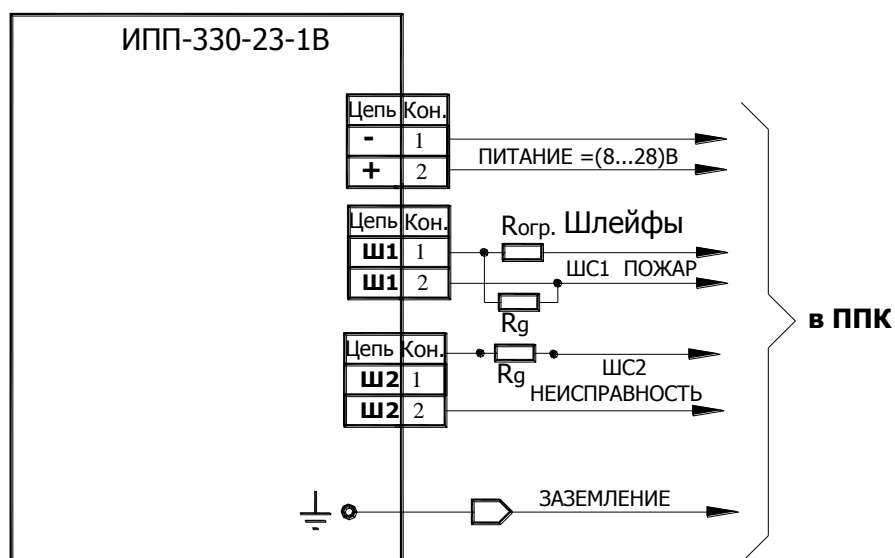 ИПП-330-23-1В
Цепь Кон.
- 1
+ 2
ПИТАНИЕ =(8...28)В
Цепь Кон.
Ш1 1
Ш1 2
Rогр. Шлейфы
ШС1 ПОЖАР
Rg
Цепь Кон.
Ш2 1
Ш2 2
Rg
ШС2
НЕИСПРАВНОСТЬ
ЗАЗЕМЛЕНИЕ
в ППК